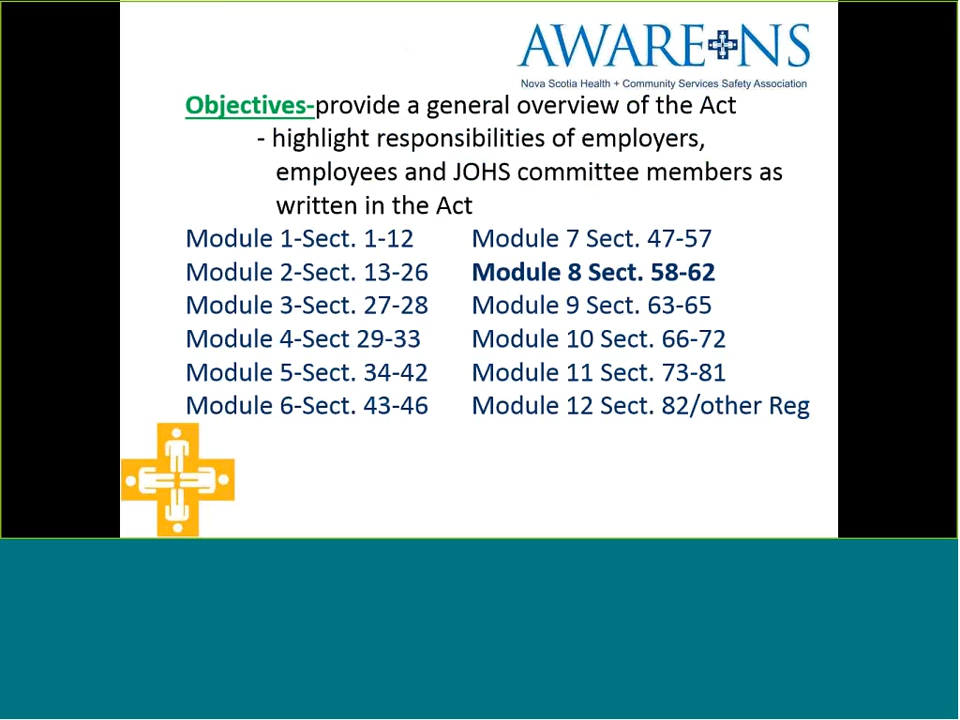 AWARE NS
Nova Scotia Health + Community Services Safety Association
Objectives-provide a general overview of the Act
- highlight responsibilities of employers,
employees and JOHS committee members as
written in the Act
Module 1-Sect. 1-12
Module 2-Sect. 13-26
Module 3-Sect. 27-28
Module 4-Sect 29-33
Module 5-Sect. 34-42
Module 6-Sect. 43-46
Module 7 Sect. 47-57
Module 8 Sect. 58-62
Module 9 Sect. 63-65
Module 10 Sect. 66-72
Module 11 Sect. 73-81
Module 12 Sect. 82/other Reg